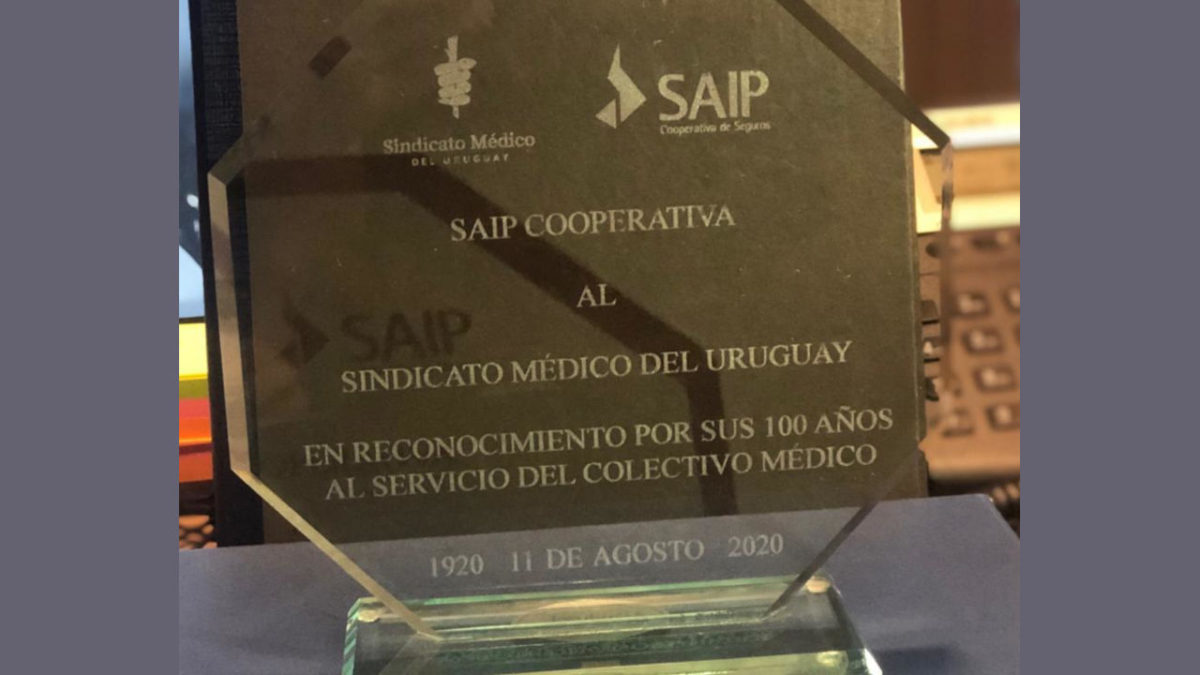 Sindicato Médico
DEL URUGUAY
SAIP
Cooperativa de Seguros
SAIP COOPERATIVA
AL
SAIP
SINDICATO MÉDICO DEL URUGUAY
EN RECONOCIMIENTO POR SUS 100 AÑOS
AL SERVICIO DEL COLECTIVO MÉDICO
1920 11 DE AGOSTO 2020